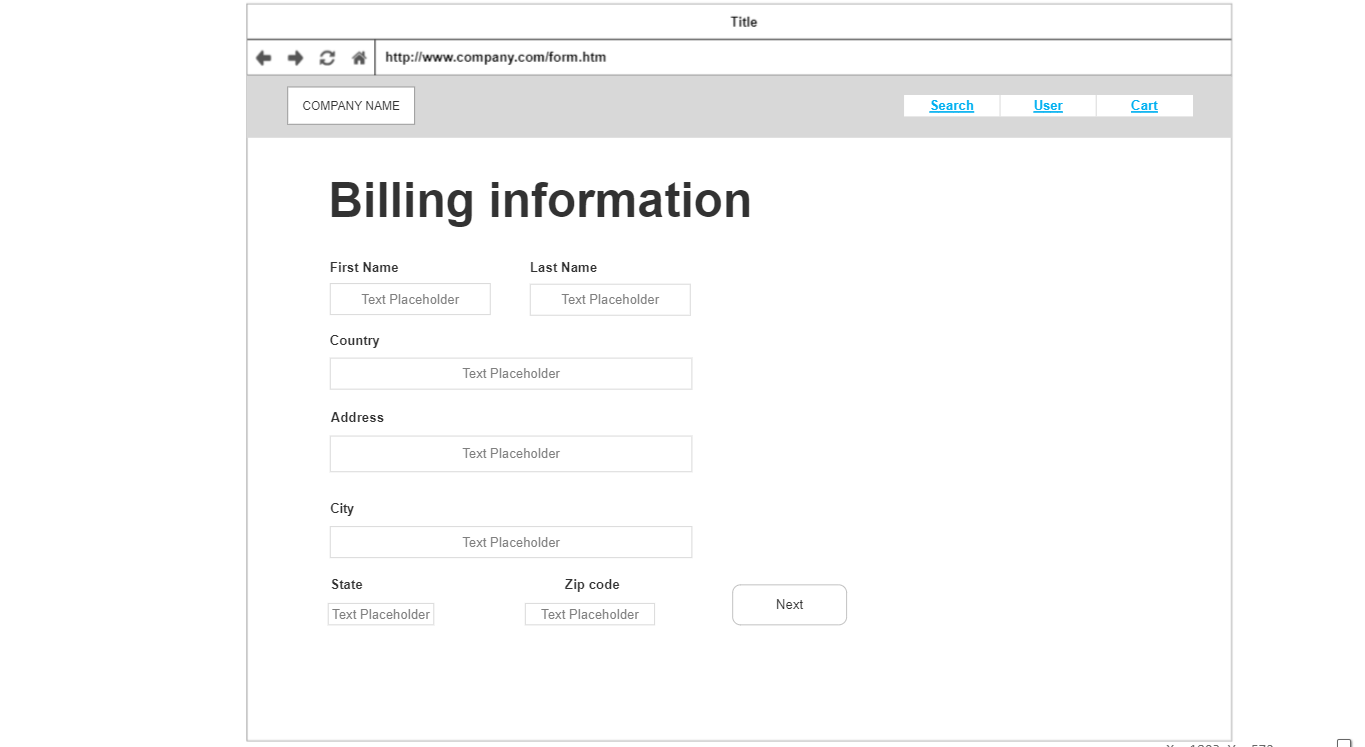 Title
http://www.company.com/form.htm
COMPANY NAME
Search User Cart
Billing information
First Name Last Name
Text Placeholder Text Placeholder
Country
Text Placeholder
Address
Text Placeholder
City
Text Placeholder
State Zip code
Text Placeholder Text Placeholder
Next